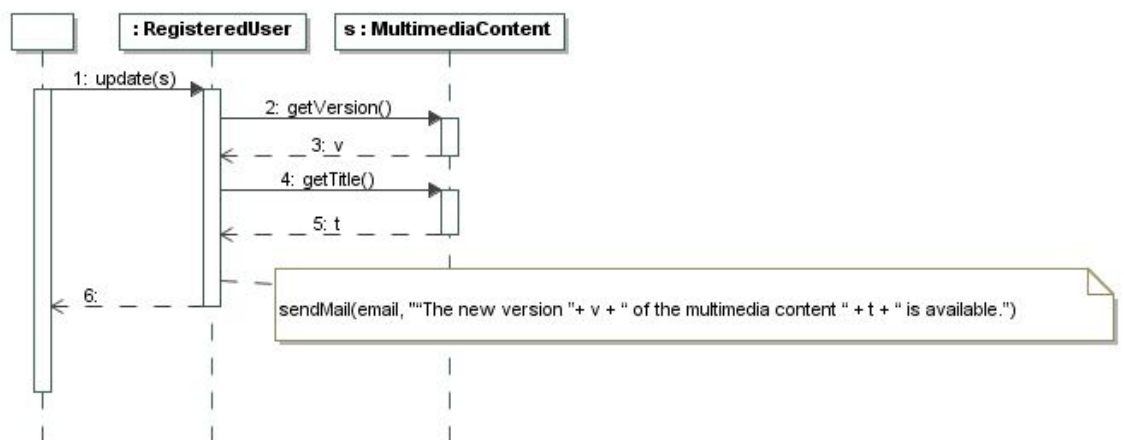 : RegisteredUser
s : MultimediaContent
1: update(s)
2: getVersion()
3: v
4: getTitle()
5: t
6:
sendMail(email, "“The new version ”+ v + “ of the multimedia content “ + t + “ is available.”)